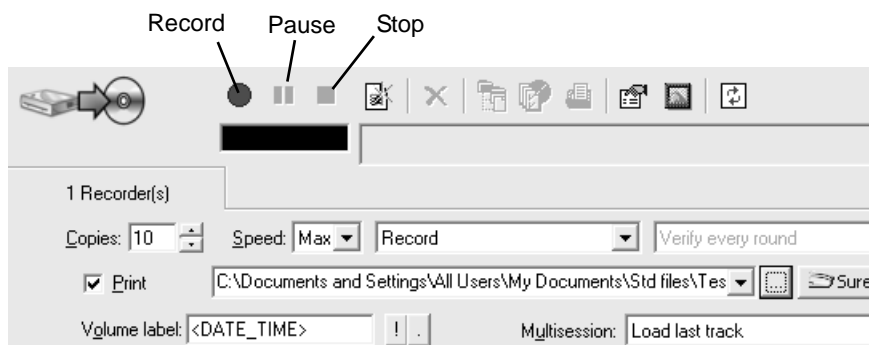 Record Pause Stop
1 Recorder(s)
Copies: 10 Speed: Max Record Verify every round
Print C:\Documents and Settings\All Users\My Documents\Std files\Tes ... Sure
Volume label: <DATE_TIME> ! . Multisession: Load last track